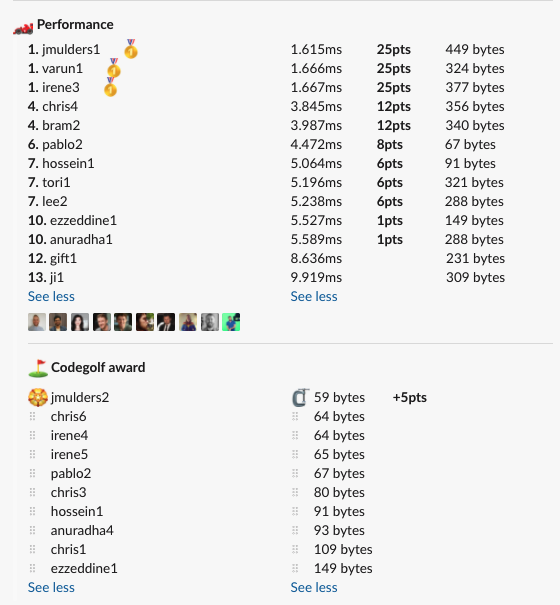 Performance
1. jmulders1 1.615ms 25pts 449 bytes
1. varun1 1.666ms 25pts 324 bytes
1. irene3 1.667ms 25pts 377 bytes
4. chris4 3.845ms 12pts 356 bytes
4. bram2 3.987ms 12pts 340 bytes
6. pablo2 4.472ms 8pts 67 bytes
7. hossein1 5.064ms 6pts 91 bytes
7. tori1 5.196ms 6pts 321 bytes
7. lee2 5.238ms 6pts 288 bytes
10. ezzeddine1 5.527ms 1pts 149 bytes
10. anuradha1 5.589ms 1pts 288 bytes
12. gift1 8.636ms 231 bytes
13. ji1 9.919ms 309 bytes
See less See less
Codegolf award
jmulders2 59 bytes +5pts
chris6 64 bytes
irene4 64 bytes
irene5 65 bytes
pablo2 67 bytes
chris3 80 bytes
hossein1 91 bytes
anuradha4 93 bytes
chris1 109 bytes
ezzeddine1 149 bytes
See less See less